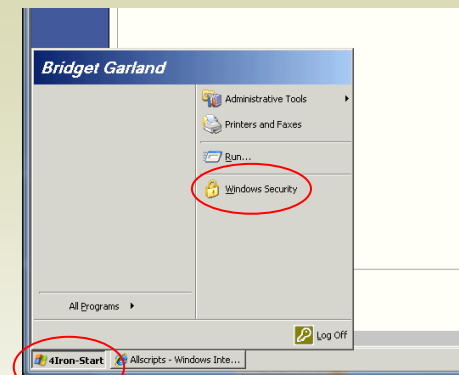 Bridget Garland
Administrative Tools
Printers and Faxes
Run...
Windows Security
All Programs
Log Off
4Iron-Start
Allscripts - Windows Inte...